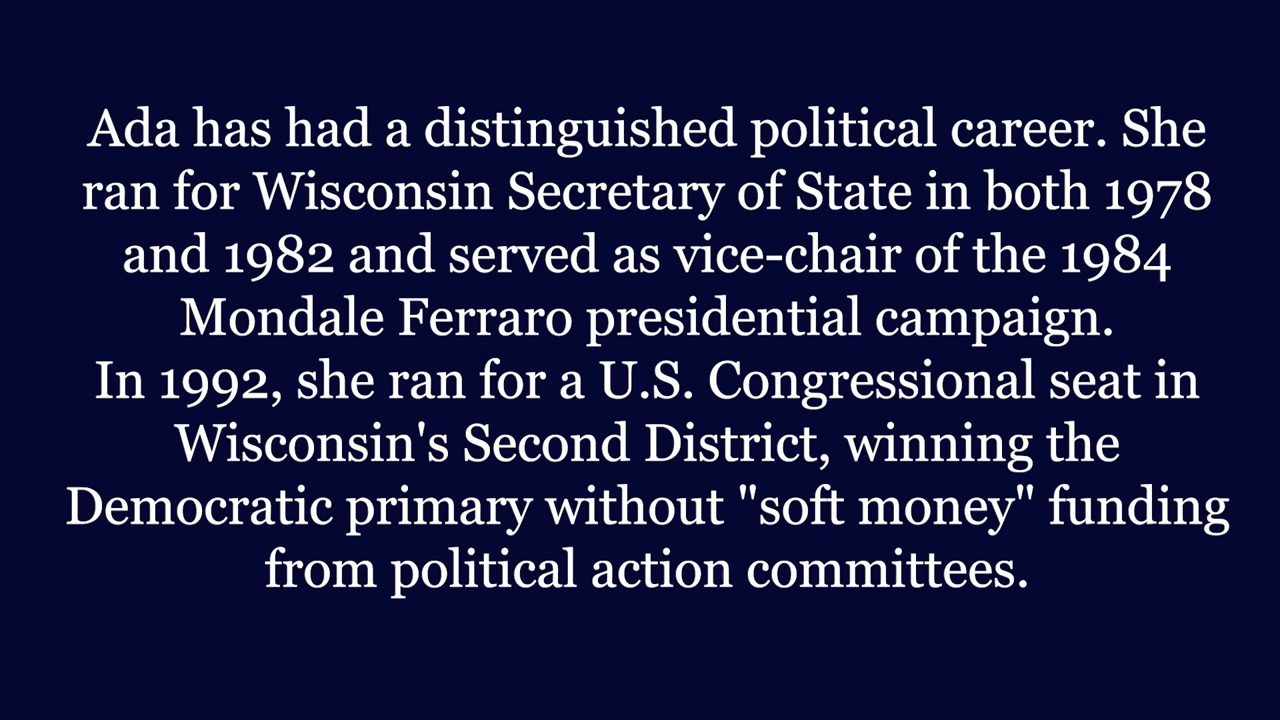 Ada has had a distinguished political career. She
ran for Wisconsin Secretary of State in both 1978
and 1982 and served as vice-chair of the 1984
Mondale Ferraro presidential campaign.
In 1992, she ran for a U.S. Congressional seat in
Wisconsin's Second District, winning the
Democratic primary without "soft money" funding
from political action committees.